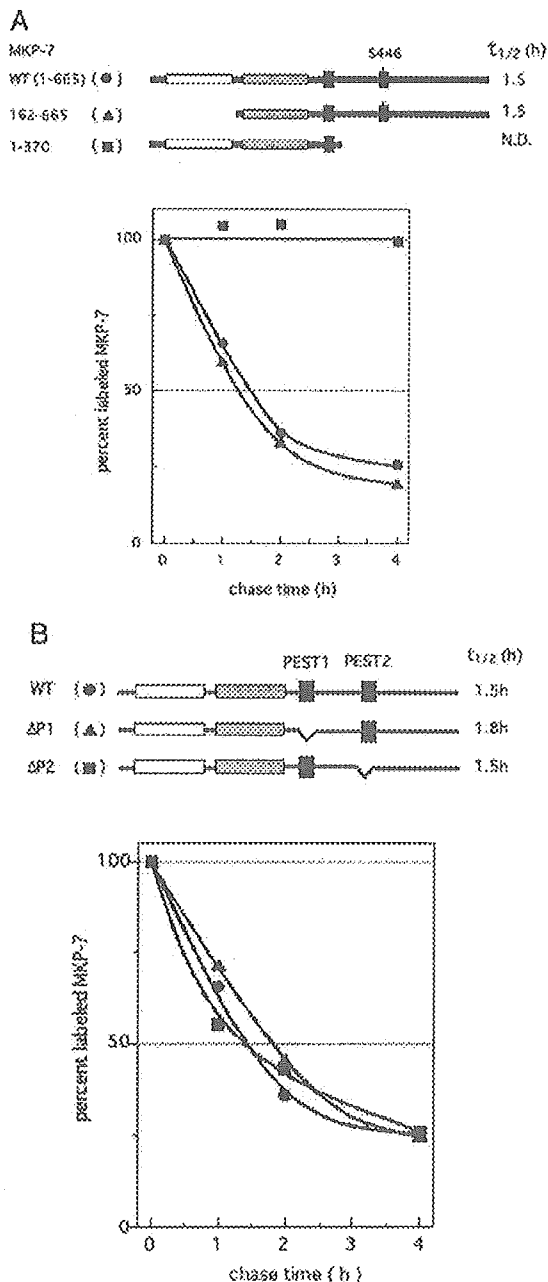 A
MKP-7
S446
t1/2 (h)
WT (1-665) (●) 1.5
162-665 (▲) 1.5
1-370 (■) N.D.
100
50
0
percent labeled MKP-7
0 1 2 3 4
chase time (h)
B
PEST1 PEST2 t1/2 (h)
WT (●) 1.5h
ΔP1 (▲) 1.8h
ΔP2 (■) 1.5h
100
50
0
percent labeled MKP-7
0 1 2 3 4
chase time (h)